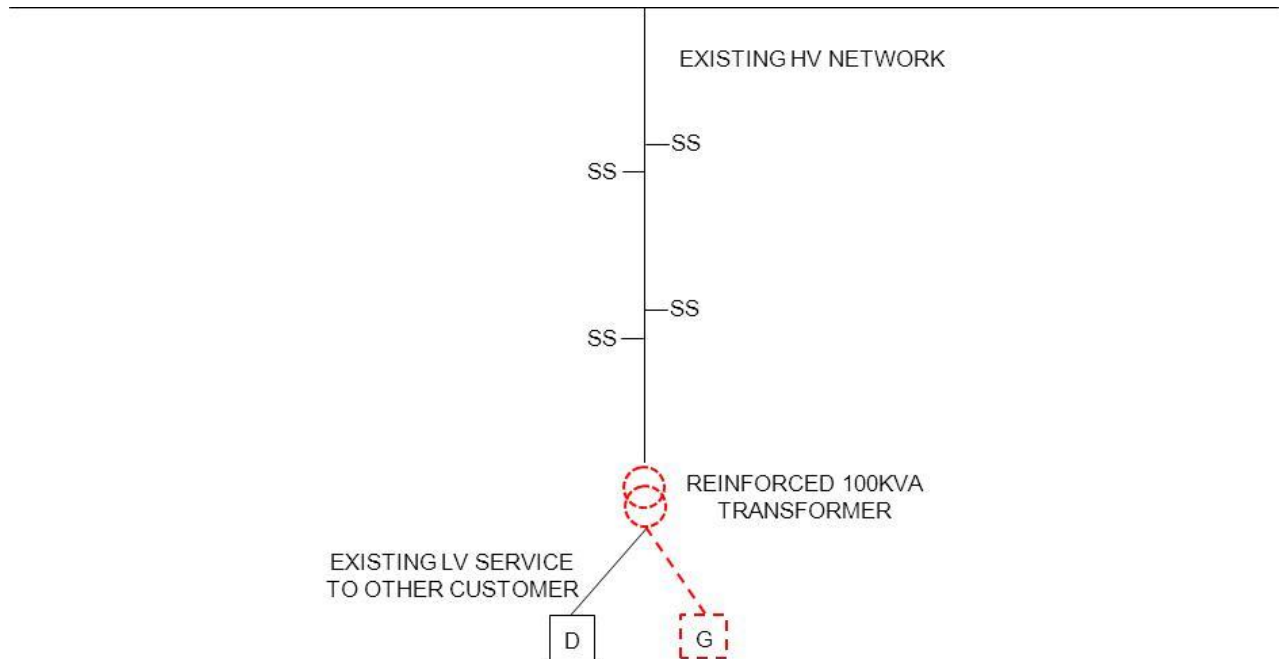 EXISTING HV NETWORK
SS
SS
SS
SS
REINFORCED 100KVA
TRANSFORMER
EXISTING LV SERVICE
TO OTHER CUSTOMER
D
G